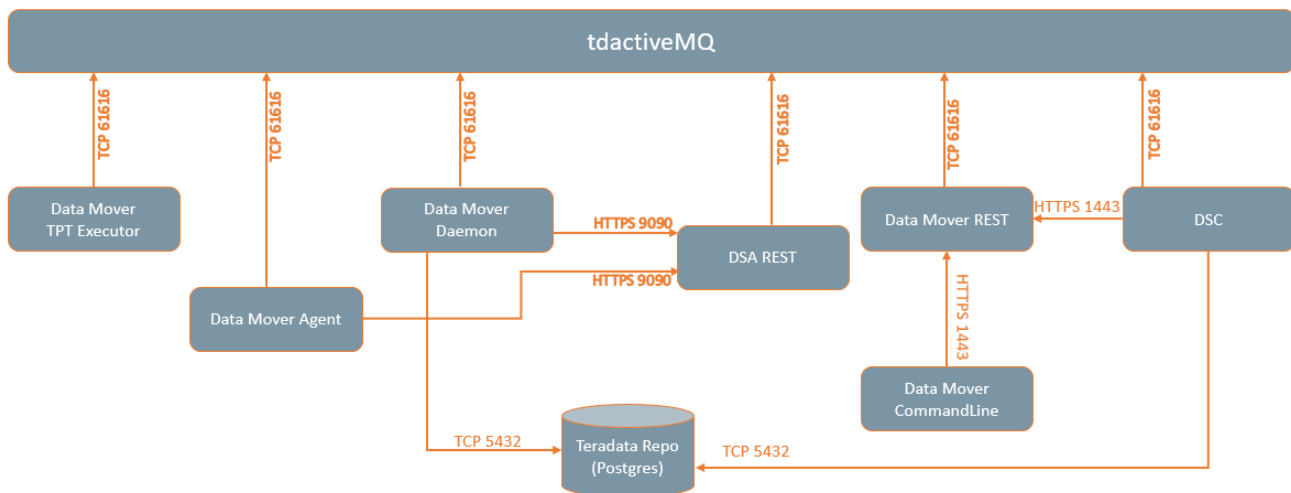 tdactiveMQ
TCP 61616
TCP 61616
TCP 61616
TCP 61616
TCP 61616
TCP 61616
Data Mover
TPT Executor
Data Mover
Daemon
HTTPS 9090
DSA REST
HTTPS 9090
Data Mover REST
HTTPS 1443
DSC
Data Mover Agent
HTTPS 1443
Data Mover
CommandLine
TCP 5432
Teradata Repo
(Postgres)
TCP 5432